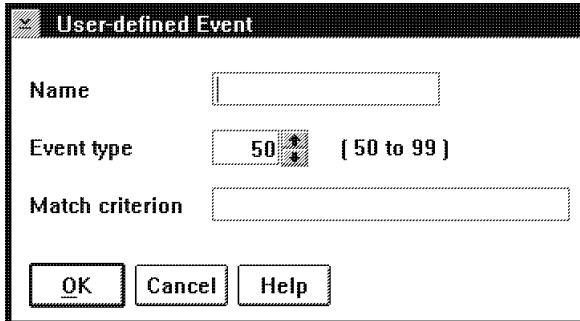 User-defined Event
Name
Event type 50 ( 50 to 99 )
Match criterion
OK Cancel Help